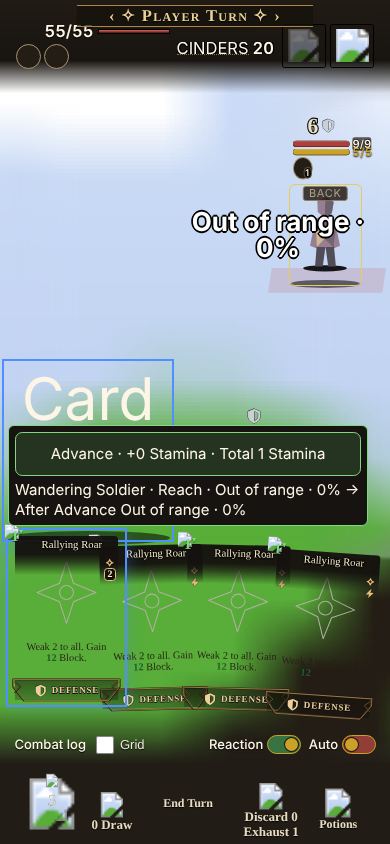 ‹ ✧ Player Turn ✧ ›
55/55
CINDERS 20
6
9/9
5/5
1
BACK
Out of range ·
0%
Card
Advance · +0 Stamina · Total 1 Stamina
Wandering Soldier · Reach · Out of range · 0% →
After Advance Out of range · 0%
Rallying Roar
Rallying Roar
Rallying Roar
Rallying Roar
2
Weak 2 to all. Gain
12 Block.
Weak 2 to all. Gain
12 Block.
Weak 2 to all. Gain
12 Block.
12
DEFENSE
DEFENSE
DEFENSE
DEFENSE
Combat log
Grid
Reaction
Auto
0 Draw
End Turn
Discard 0
Exhaust 1
Potions